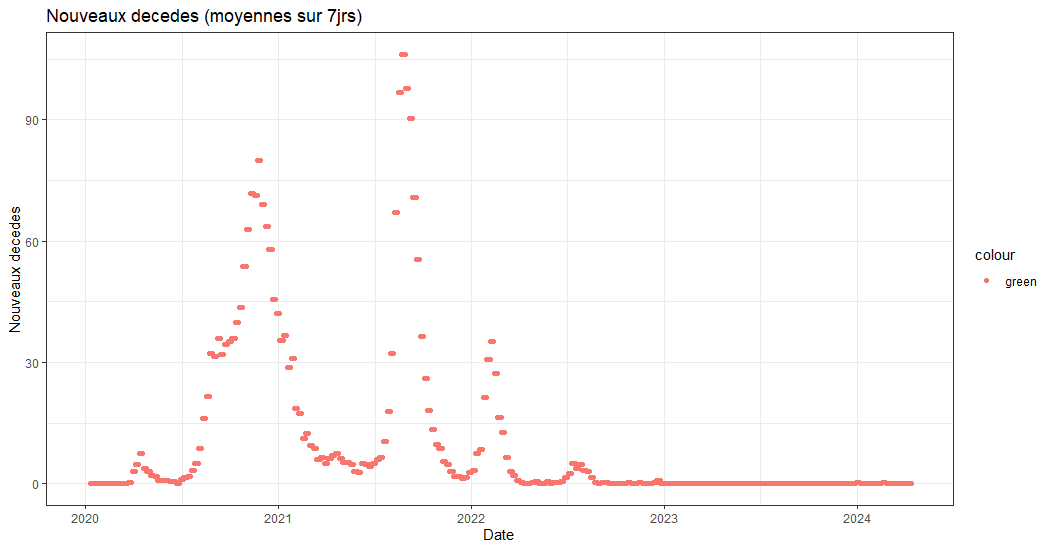 Nouveaux decedes (moyennes sur 7jrs)
Nouveaux decedes
90
60
30
0
2020
2021
2022
2023
2024
Date
colour
green